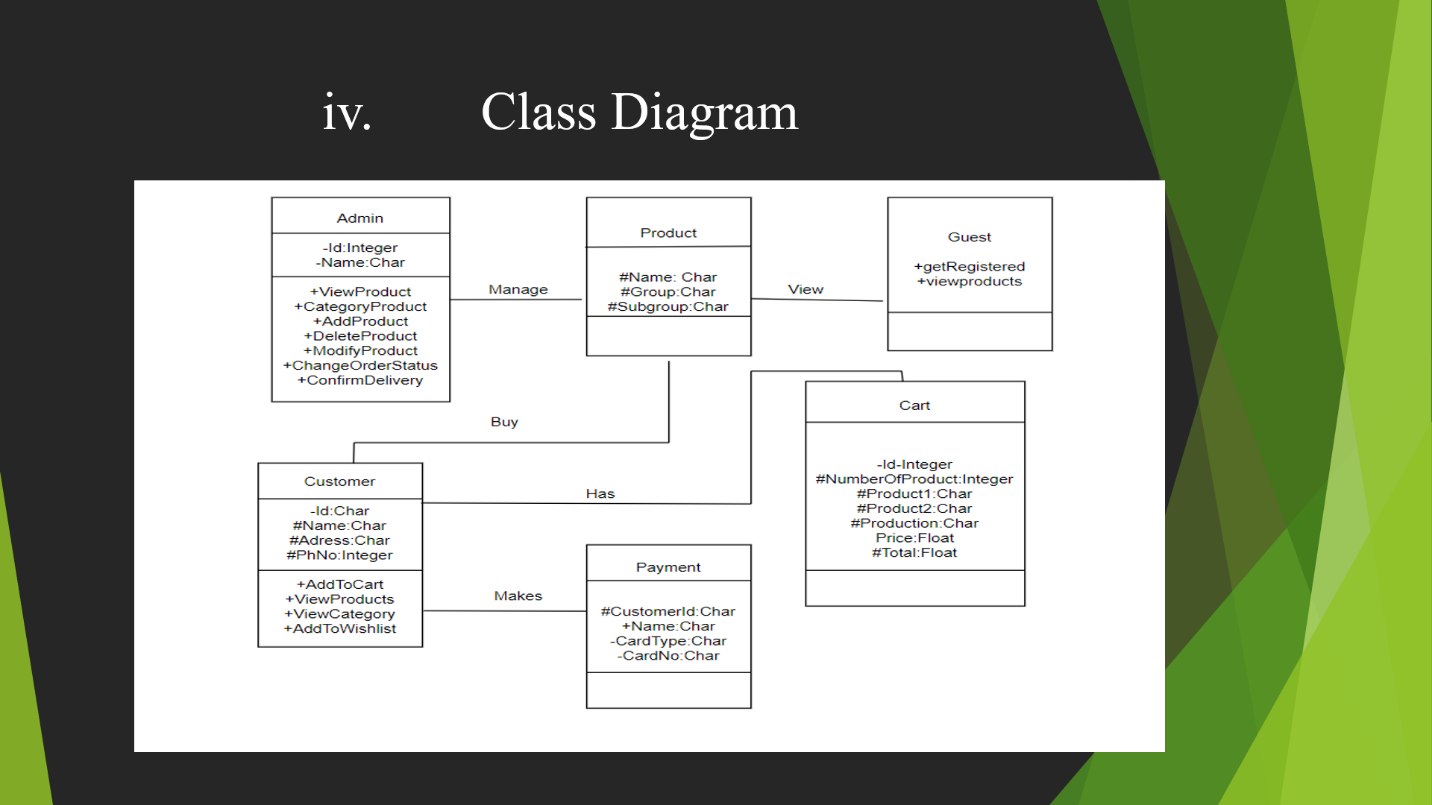 iv. Class Diagram
Admin
-Id:Integer
-Name:Char
+ViewProduct
+CategoryProduct
+AddProduct
+DeleteProduct
+ModifyProduct
+ChangeOrderStatus
+ConfirmDelivery
Manage
Product
#Name: Char
#Group:Char
#Subgroup:Char
View
Guest
+getRegistered
+viewproducts
Buy
Customer
-Id:Char
#Name:Char
#Adress:Char
#PhNo:Integer
+AddToCart
+ViewProducts
+ViewCategory
+AddToWishlist
Has
Cart
-Id-Integer
#NumberOfProduct:Integer
#Product1:Char
#Product2:Char
#Production:Char
Price:Float
#Total:Float
Makes
Payment
#CustomerId:Char
+Name:Char
-CardType:Char
-CardNo:Char